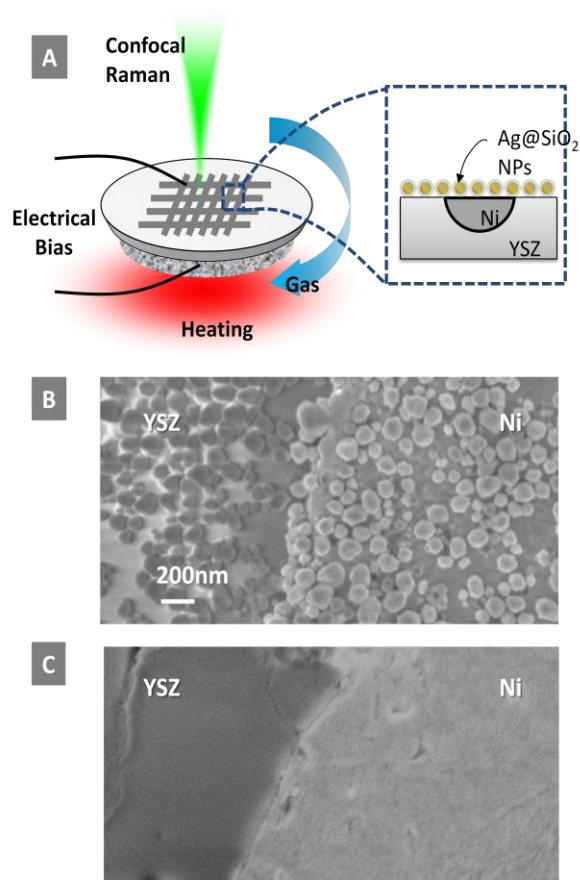 A
Confocal
Raman
Electrical
Bias
Gas
Heating
Ag@SiO₂
NPs
Ni
YSZ
B
YSZ
Ni
200nm
C
YSZ
Ni